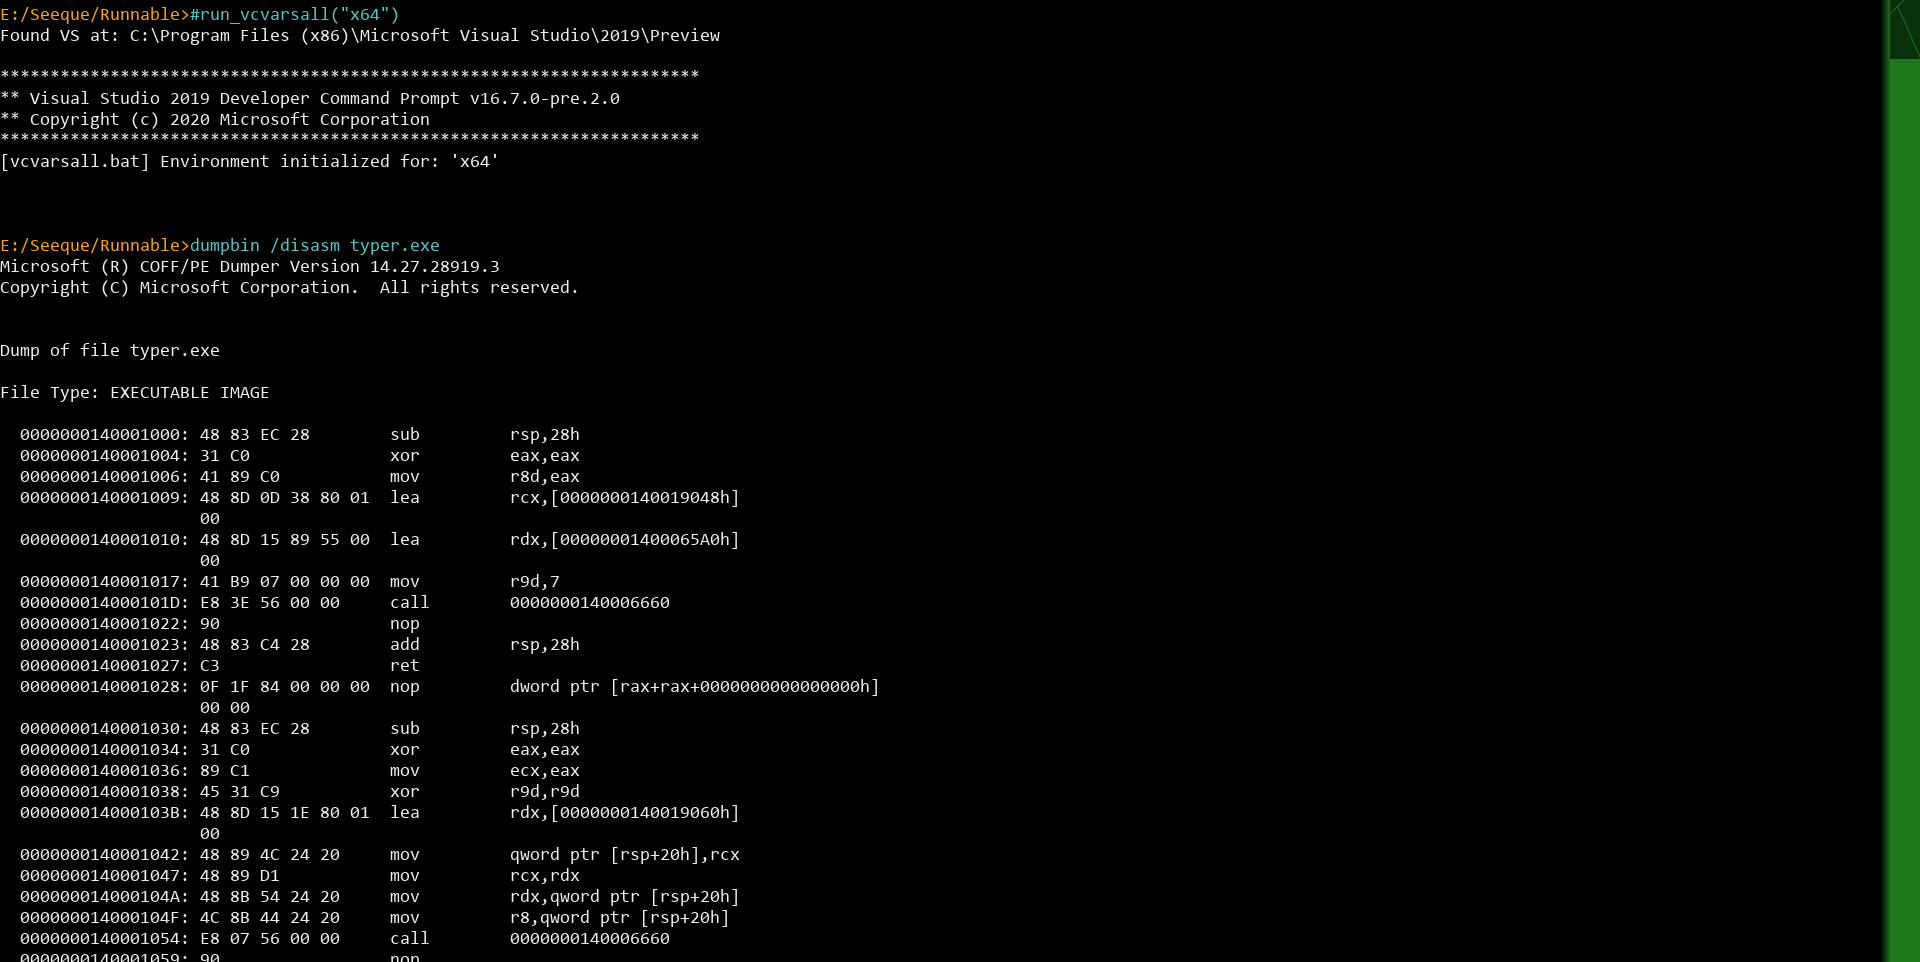 E:/Seeque/Runnable>#run_vcvarsall("x64")
Found VS at: C:\Program Files (x86)\Microsoft Visual Studio\2019\Preview
**********************************************************************
** Visual Studio 2019 Developer Command Prompt v16.7.0-pre.2.0
** Copyright (c) 2020 Microsoft Corporation
**********************************************************************
[vcvarsall.bat] Environment initialized for: 'x64'
E:/Seeque/Runnable>dumpbin /disasm typer.exe
Microsoft (R) COFF/PE Dumper Version 14.27.28919.3
Copyright (C) Microsoft Corporation.  All rights reserved.
Dump of file typer.exe
File Type: EXECUTABLE IMAGE
  0000000140001000: 48 83 EC 28        sub         rsp,28h
  0000000140001004: 31 C0              xor         eax,eax
  0000000140001006: 41 89 C0           mov         r8d,eax
  0000000140001009: 48 8D 0D 38 80 01  lea         rcx,[0000000140019048h]
                    00
  0000000140001010: 48 8D 15 89 55 00  lea         rdx,[00000001400065A0h]
                    00
  0000000140001017: 41 B9 07 00 00 00  mov         r9d,7
  000000014000101D: E8 3E 56 00 00     call        0000000140006660
  0000000140001022: 90                 nop
  0000000140001023: 48 83 C4 28        add         rsp,28h
  0000000140001027: C3                 ret
  0000000140001028: 0F 1F 84 00 00 00  nop         dword ptr [rax+rax+0000000000000000h]
                    00 00
  0000000140001030: 48 83 EC 28        sub         rsp,28h
  0000000140001034: 31 C0              xor         eax,eax
  0000000140001036: 89 C1              mov         ecx,eax
  0000000140001038: 45 31 C9           xor         r9d,r9d
  000000014000103B: 48 8D 15 1E 80 01  lea         rdx,[0000000140019060h]
                    00
  0000000140001042: 48 89 4C 24 20     mov         qword ptr [rsp+20h],rcx
  0000000140001047: 48 89 D1           mov         rcx,rdx
  000000014000104A: 48 8B 54 24 20     mov         rdx,qword ptr [rsp+20h]
  000000014000104F: 4C 8B 44 24 20     mov         r8,qword ptr [rsp+20h]
  0000000140001054: E8 07 56 00 00     call        0000000140006660
  0000000140001059: 90                 nop